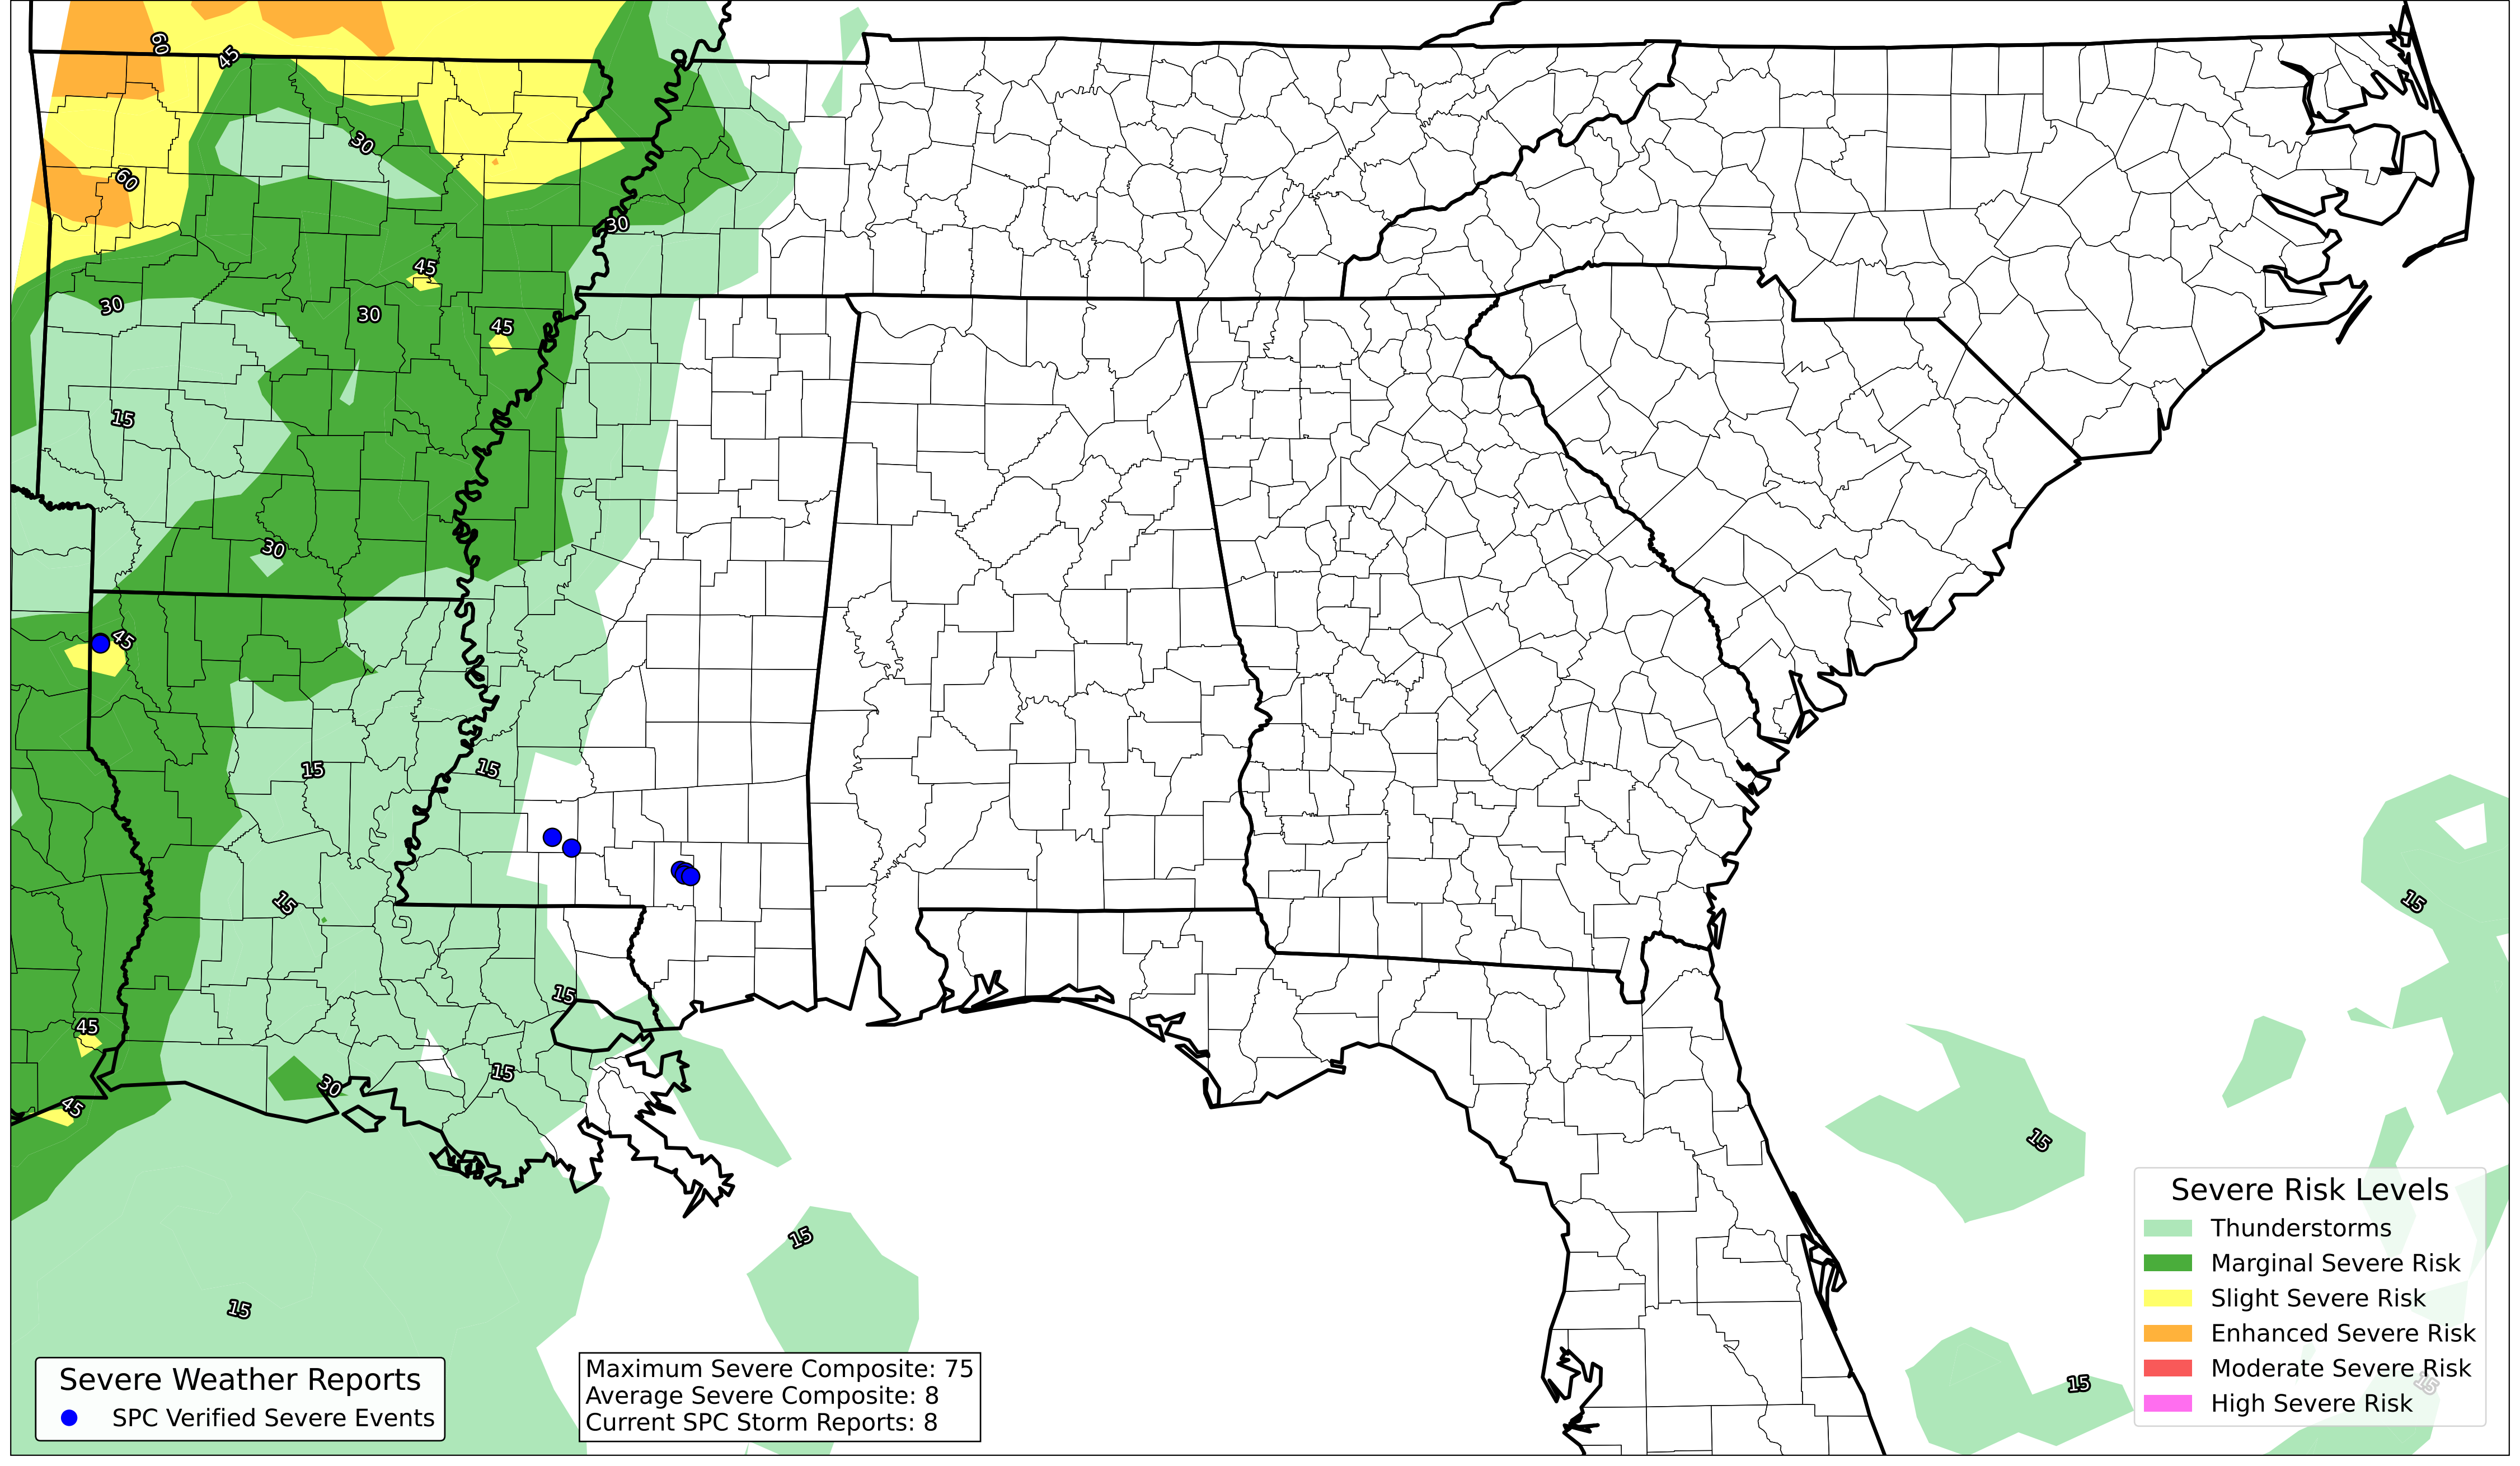 60
45
30
60
30
45
30
30
45
15
30
45
15
15
15
15
15
45
30
15
45
15
15
15
15
15
15
Severe Risk Levels
Thunderstorms
Marginal Severe Risk
Slight Severe Risk
Enhanced Severe Risk
Moderate Severe Risk
High Severe Risk
Severe Weather Reports
SPC Verified Severe Events
Maximum Severe Composite: 75
Average Severe Composite: 8
Current SPC Storm Reports: 8